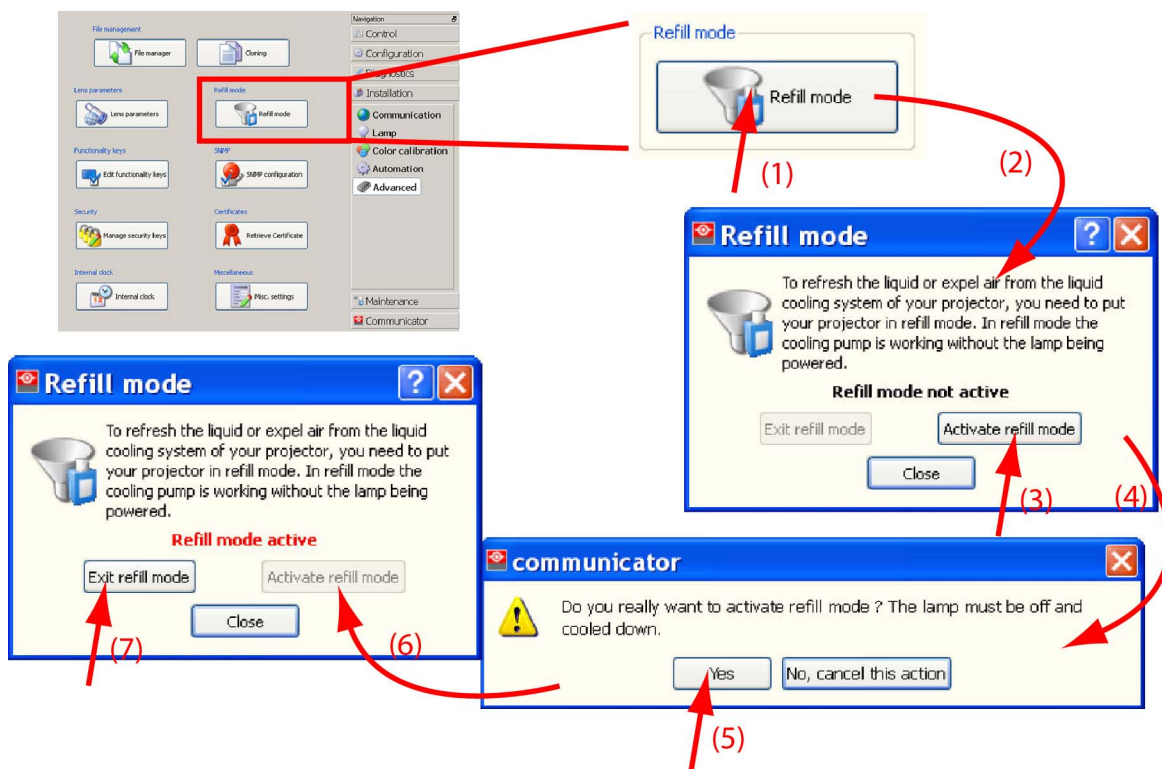 File management
File manager
Cloning
Lens parameters
Refill mode
Lens parameters
Refill mode
Functionality keys
SNMP
Edit functionality keys
SNMP configuration
Security
Certificates
Manage security keys
Retrieve Certificate
Internal clock
Miscellaneous
Internal clock
Misc. settings
Navigation
Control
Configuration
Diagnostics
Installation
Communication
Lamp
Color calibration
Automation
Advanced
Maintenance
Communicator
Refill mode
Refill mode
(1)
(2)
Refill mode
To refresh the liquid or expel air from the liquid
cooling system of your projector, you need to put
your projector in refill mode. In refill mode the
cooling pump is working without the lamp being
powered.
Refill mode not active
Exit refill mode
Activate refill mode
Close
(3)
(4)
communicator
Do you really want to activate refill mode ? The lamp must be off and
cooled down.
Yes
No, cancel this action
(5)
Refill mode
To refresh the liquid or expel air from the liquid
cooling system of your projector, you need to put
your projector in refill mode. In refill mode the
cooling pump is working without the lamp being
powered.
Refill mode active
Exit refill mode
Activate refill mode
Close
(6)
(7)